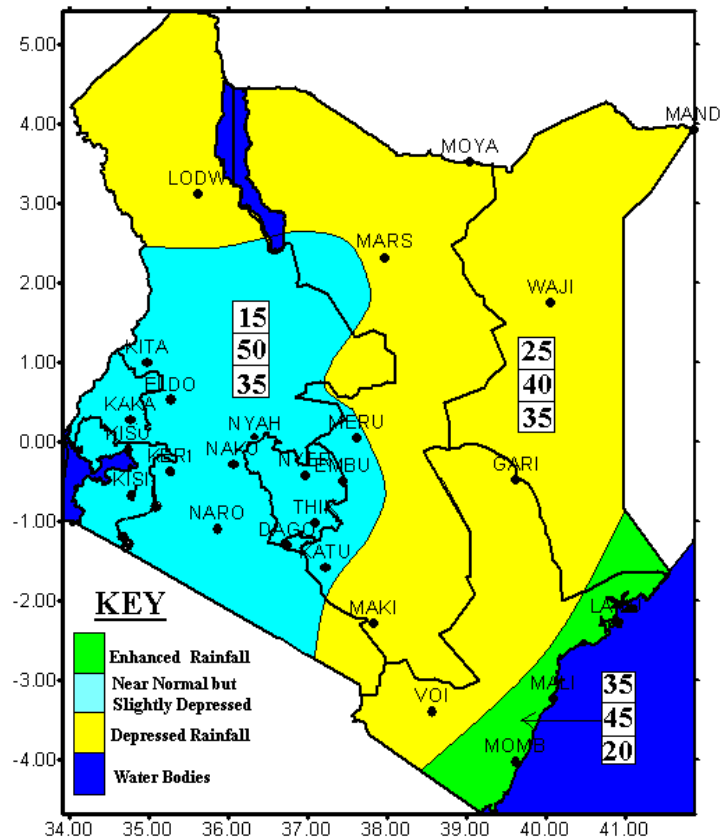 5.00
4.00
3.00
2.00
1.00
0.00
-1.00
-2.00
-3.00
-4.00
MAND
MOYA
LODW
MARS
WAJI
15
50
35
25
40
35
KITA
ELDO
KAKA
NYAH
MERU
KISU
KERI
NAKU
NYERI
EMBU
GARI
KISI
NARO
THIK
DAGO
KATU
MAKI
VOI
MALI
MOMB
35
45
20
KEY
Enhanced Rainfall
Near Normal but
Slightly Depressed
Depressed Rainfall
Water Bodies
34.00 35.00 36.00 37.00 38.00 39.00 40.00 41.00